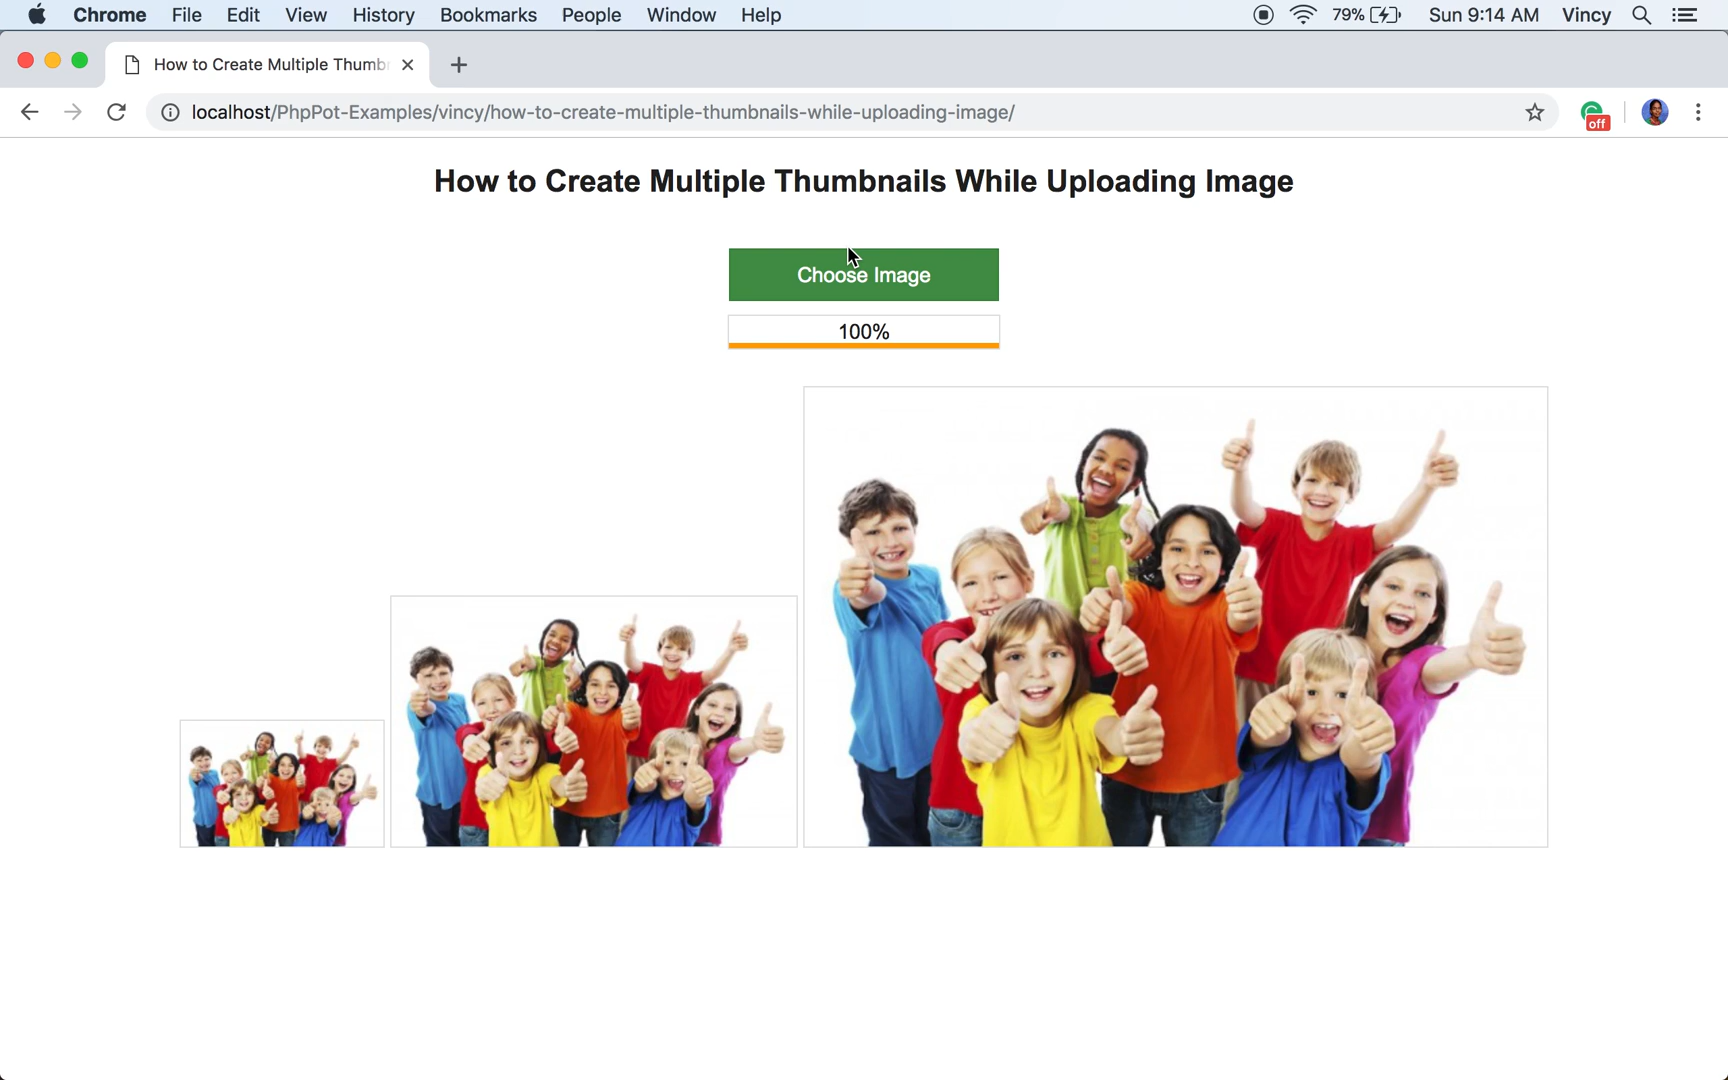 Chrome File Edit View History Bookmarks People Window Help 79% Sun 9:14 AM Vincy
How to Create Multiple Thumb
localhost/PhpPot-Examples/vincy/how-to-create-multiple-thumbnails-while-uploading-image/
off
How to Create Multiple Thumbnails While Uploading Image
Choose Image
100%